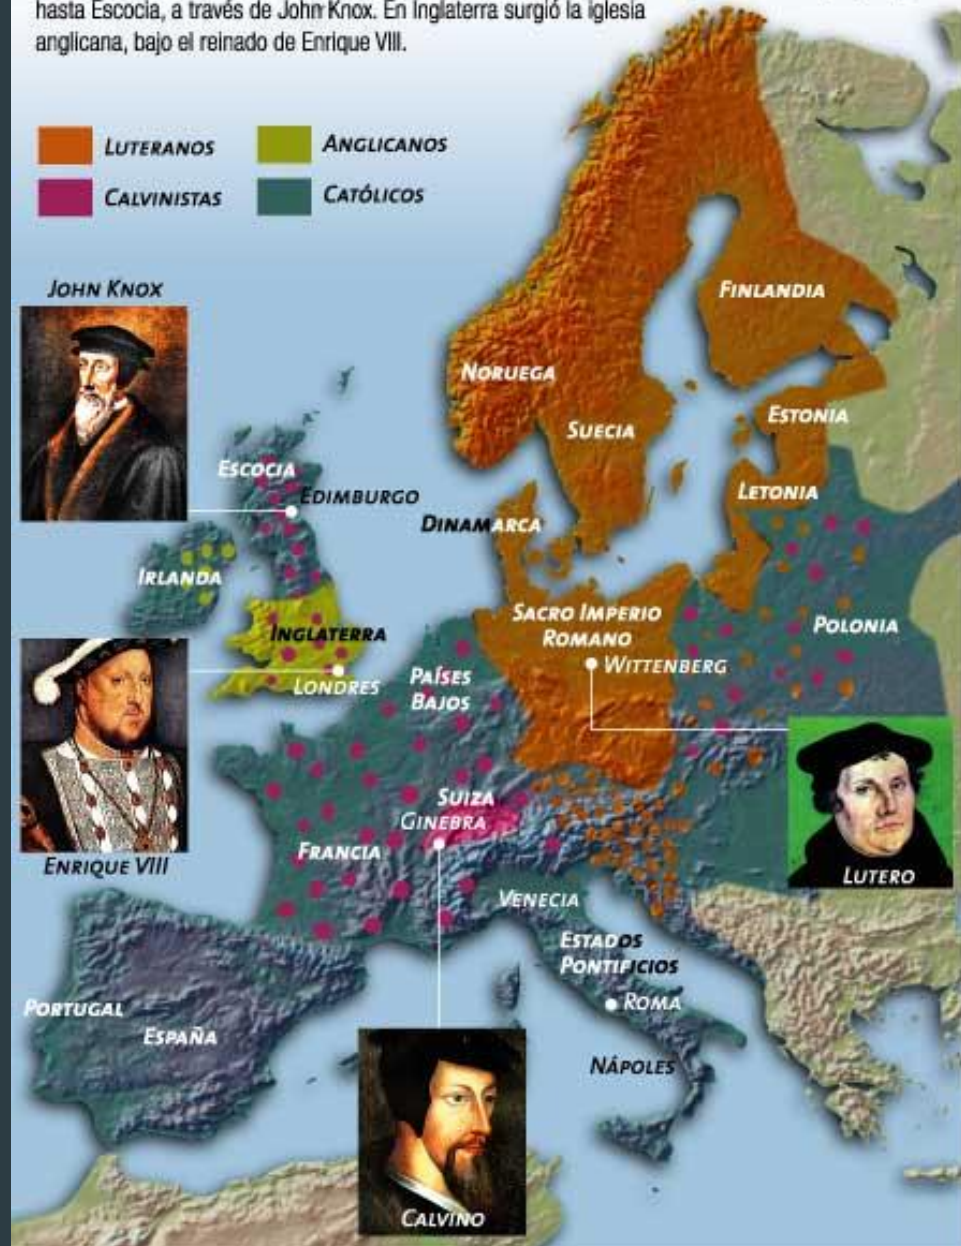 hasta Escocia, a través de John Knox. En Inglaterra surgió la iglesia
anglicana, bajo el reinado de Enrique VIII.
LUTERANOS
ANGLICANOS
CALVINISTAS
CATÓLICOS
JOHN KNOX
FINLANDIA
NORUEGA
SUECIA
ESTONIA
ESCOCIA
EDIMBURGO
LETONIA
DINAMARCA
IRLANDA
SACRO IMPERIO
ROMANO
POLONIA
INGLATERRA
WITTENBERG
LONDRES
PAÍSES
BAJOS
SUIZA
GINEBRA
FRANCIA
ENRIQUE VIII
LUTERO
VENECIA
ESTADOS
PONTIFICIOS
ROMA
PORTUGAL
ESPAÑA
NÁPOLES
CALVINO